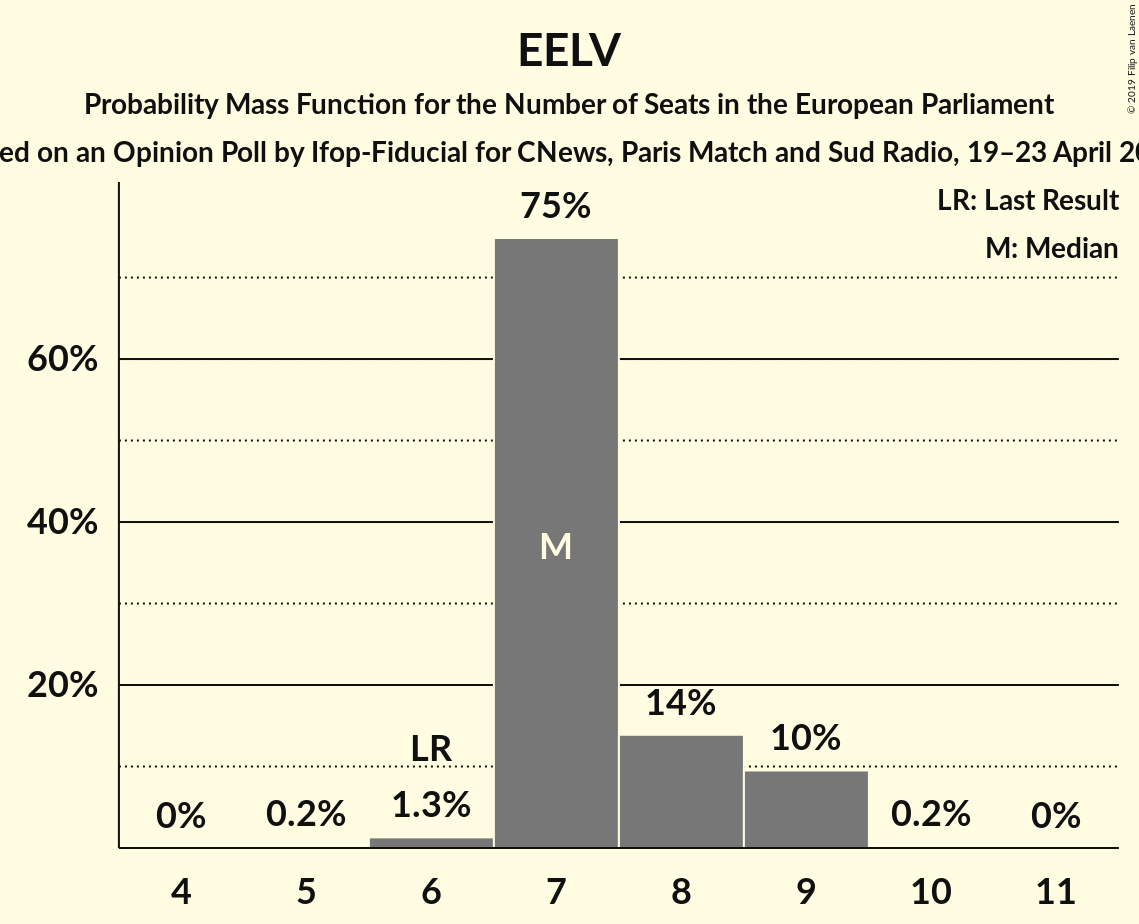 EELV
Probability Mass Function for the Number of Seats in the European Parliament
ed on an Opinion Poll by Ifop-Fiducial for CNews, Paris Match and Sud Radio, 19–23 April 20
© 2019 Filip van Laenen
LR: Last Result
M: Median
75%
60%
40%
M
20%
14%
10%
LR
1.3%
0%
0.2%
0.2%
0%
4 5 6 7 8 9 10 11